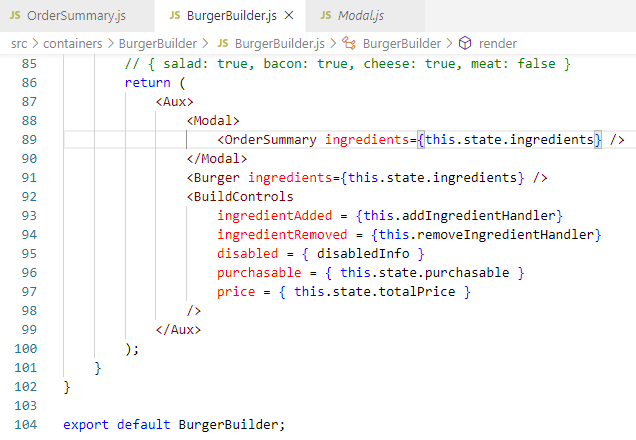 JS OrderSummary.js JS BurgerBuilder.js × JS Modal.js
src > containers > BurgerBuilder > JS BurgerBuilder.js > BurgerBuilder > render
85 // { salad: true, bacon: true, cheese: true, meat: false }
86 return (
87 <Aux>
88 <Modal>
89 <OrderSummary ingredients={this.state.ingredients} />
90 </Modal>
91 <Burger ingredients={this.state.ingredients} />
92 <BuildControls
93 ingredientAdded = {this.addIngredientHandler}
94 ingredientRemoved = {this.removeIngredientHandler}
95 disabled = { disabledInfo }
96 purchasable = { this.state.purchasable }
97 price = { this.state.totalPrice }
98 />
99 </Aux>
100 );
101 }
102 }
103
104 export default BurgerBuilder;